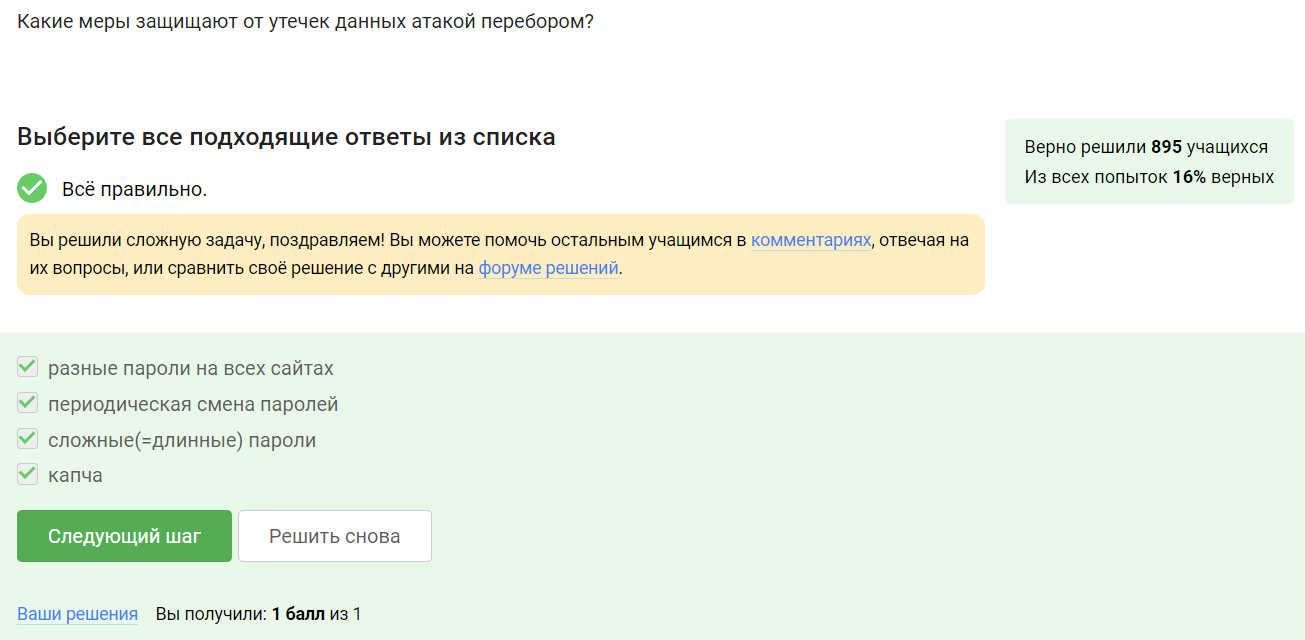 Какие меры защищают от утечек данных атакой перебором?
Выберите все подходящие ответы из списка
Верно решили 895 учащихся
Из всех попыток 16% верных
Всё правильно.
Вы решили сложную задачу, поздравляем! Вы можете помочь остальным учащимся в комментариях, отвечая на
их вопросы, или сравнить своё решение с другими на форуме решений.
разные пароли на всех сайтах
периодическая смена паролей
сложные(=длинные) пароли
капча
Следующий шаг Решить снова
Ваши решения Вы получили: 1 балл из 1